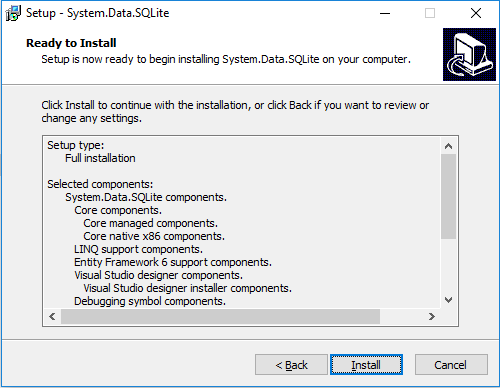 Setup - System.Data.SQLite
Ready to Install
Setup is now ready to begin installing System.Data.SQLite on your computer.
Click Install to continue with the installation, or click Back if you want to review or
change any settings.
Setup type:
Full installation
Selected components:
System.Data.SQLite components.
Core components.
Core managed components.
Core native x86 components.
LINQ support components.
Entity Framework 6 support components.
Visual Studio designer components.
Visual Studio designer installer components.
Debugging symbol components.
< Back
Install
Cancel